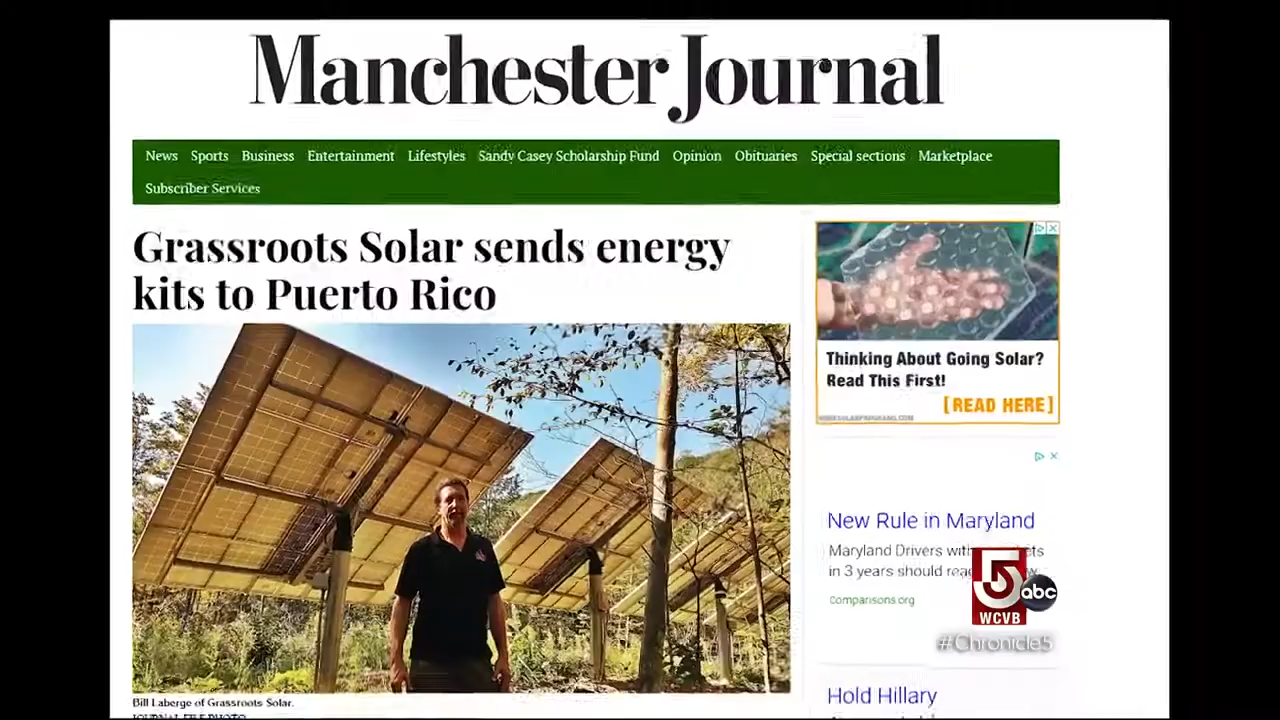 Manchester Journal
News Sports Business Entertainment Lifestyles Sandy Casey Scholarship Fund Opinion Obituaries Special sections Marketplace
Subscriber Services
Grassroots Solar sends energy
kits to Puerto Rico
Thinking About Going Solar?
Read This First!
[READ HERE]
New Rule in Maryland
Maryland Drivers
in 3 years should
Comparisons.org
5
abc
WCVB
#Chronicle5
Hold Hillary
Bill Laberge of Grassroots Solar.
JOURNAL FILE PHOTO